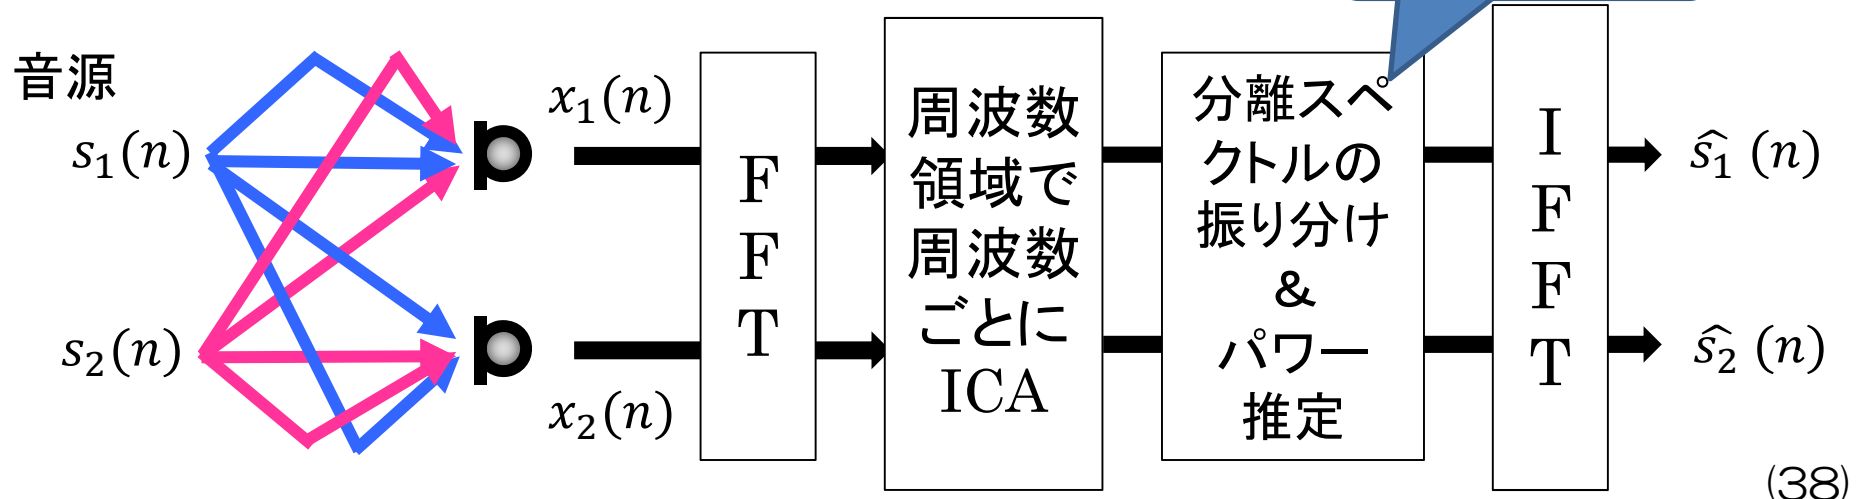 音源
s₁(n)
s₂(n)
x₁(n)
x₂(n)
F
F
T
周波数
領域で
周波数
ごとに
ICA
分離スペ
クトルの
振り分け
&
パワー
推定
I
F
F
T
ŝ₁ (n)
ŝ₂ (n)
(38)